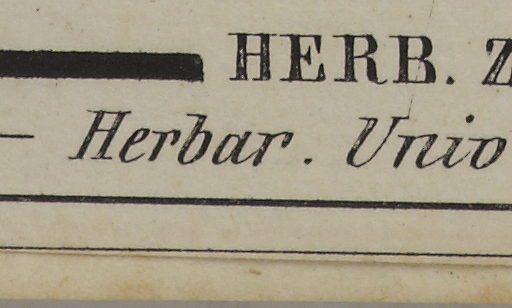 HERB. Z
Herbar. Unio